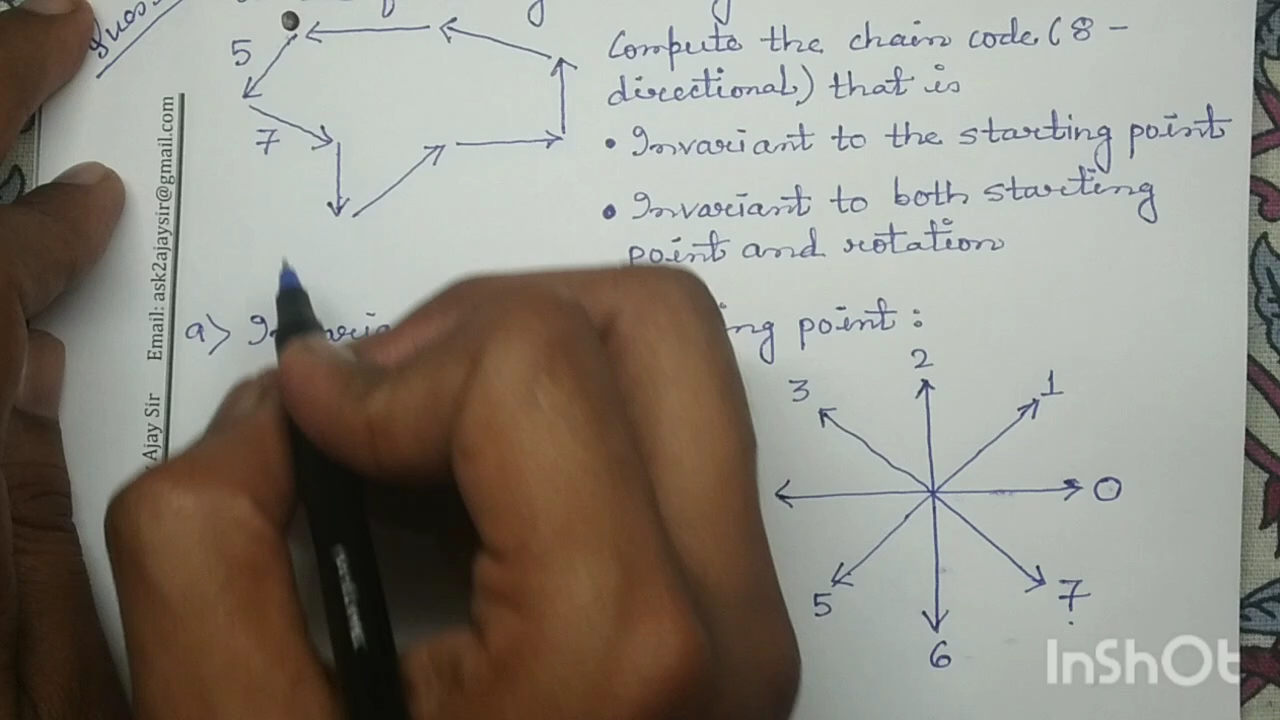 Compute the chain code (8-
directional) that is
• Invariant to the starting point
• Invariant to both starting
point and rotation
5
7
a>
point:
2
3
1
0
5
7
6
Ajay Sir Email: ask2ajaysir@gmail.com
InShOt